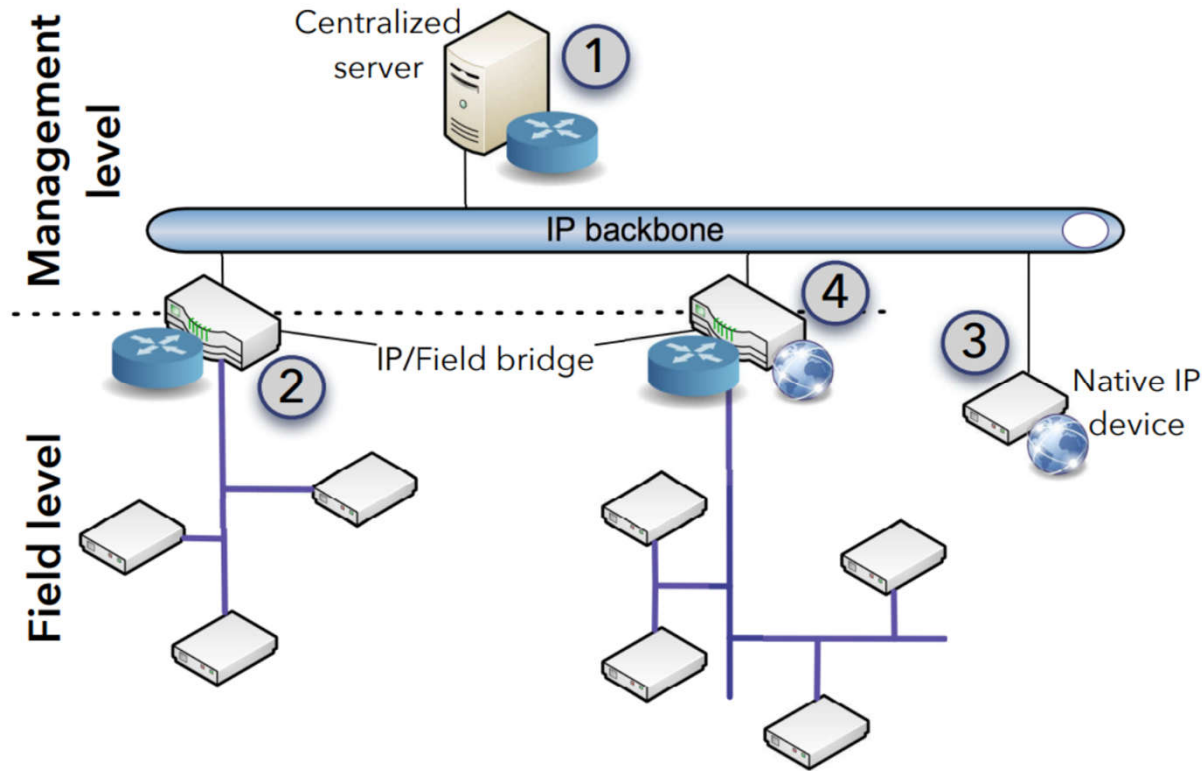 Management
level
Centralized
server
1
IP backbone
4
IP/Field bridge
2
3
Native IP
device
Field level